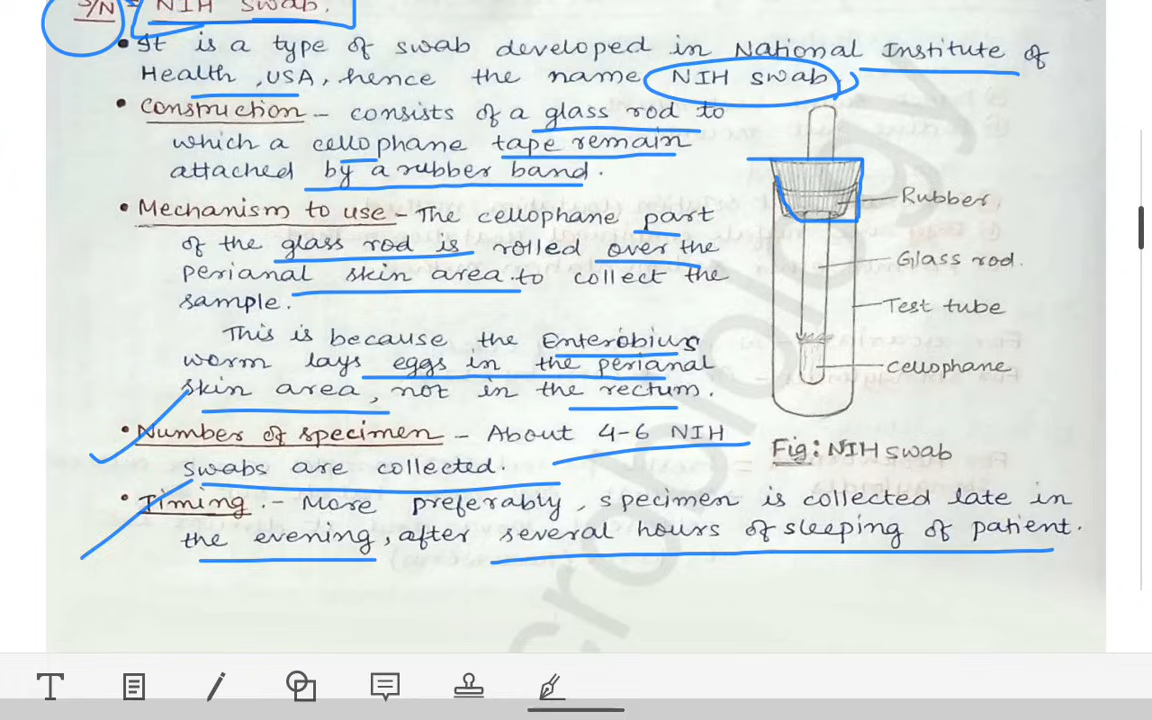 S/N - NIH Swab.
• It is a type of swab developed in National Institute of
Health, USA, hence the name NIH swab.
• Construction – consists of a glass rod to
which a cellophane tape remain
attached by a rubber band.
• Mechanism to use – The cellophane part
of the glass rod is rolled over the
perianal skin area to collect the
sample.
This is because the Enterobius
worm lays eggs in the perianal
skin area, not in the rectum.
• Number of specimen – About 4-6 NIH
swabs are collected.
• Timing – More preferably, specimen is collected late in
the evening, after several hours of sleeping of patient.
Rubber
Glass rod.
Test tube
cellophane
Fig: NIH swab
crobiology
T